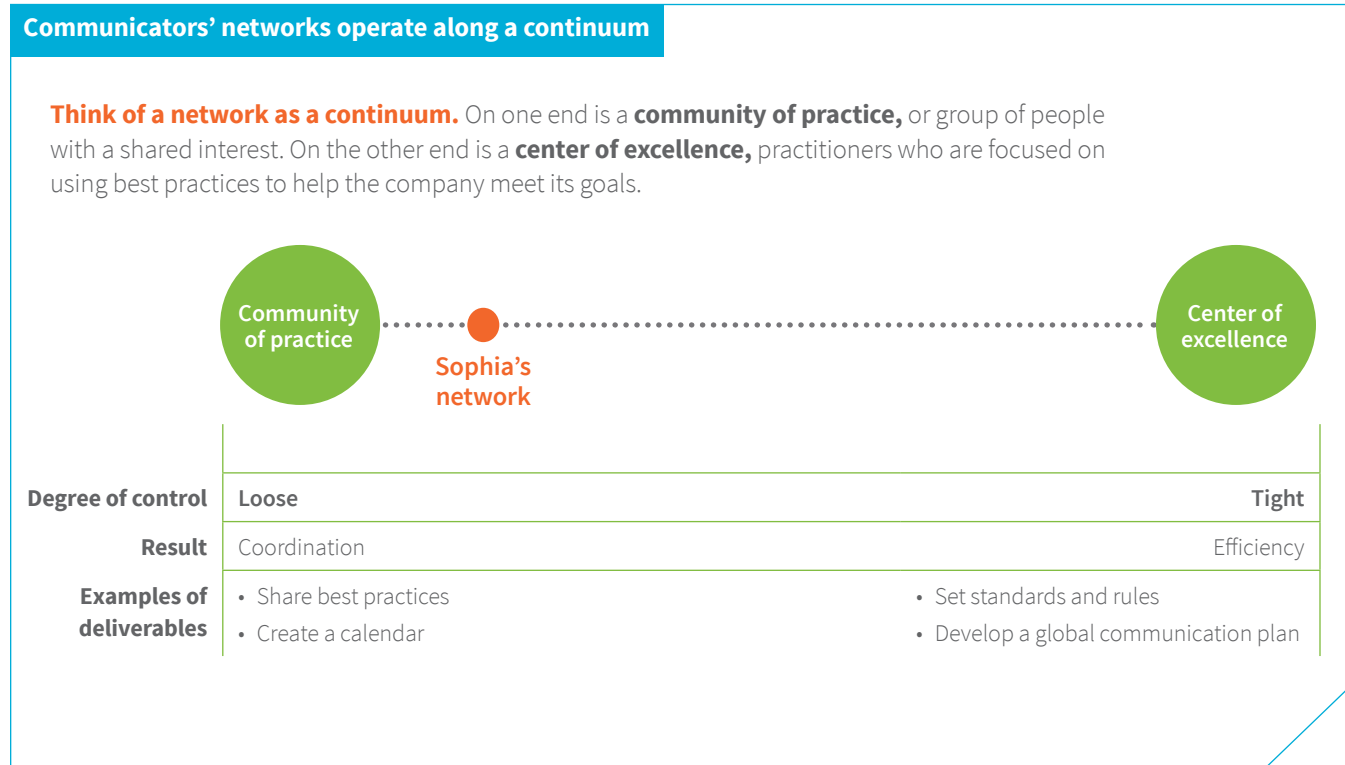 Communicators’ networks operate along a continuum
Think of a network as a continuum. On one end is a community of practice, or group of people
with a shared interest. On the other end is a center of excellence, practitioners who are focused on
using best practices to help the company meet its goals.
Community
of practice
Sophia’s
network
Center of
excellence
Degree of control Loose Tight
Result Coordination Efficiency
Examples of
deliverables
• Share best practices
• Create a calendar
• Set standards and rules
• Develop a global communication plan